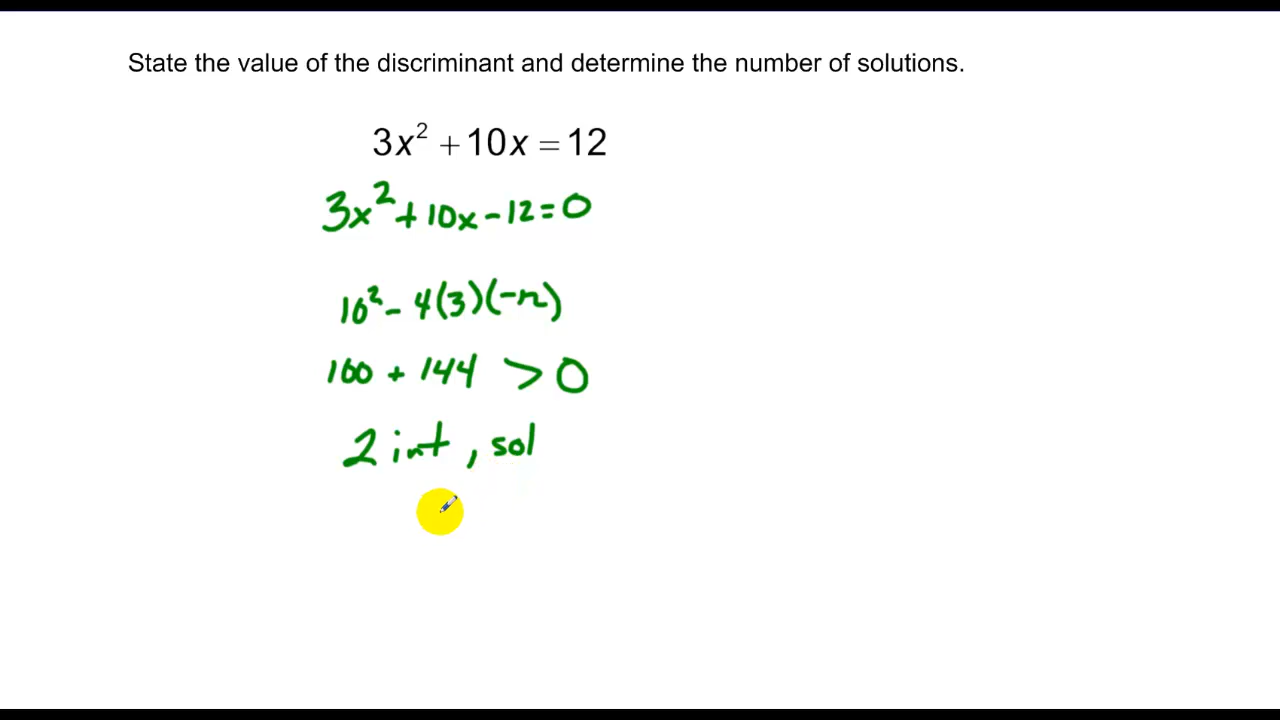 State the value of the discriminant and determine the number of solutions.
3x² + 10x = 12
3x² + 10x - 12 = 0
10² - 4(3)(-12)
100 + 144 > 0
2 int, sol